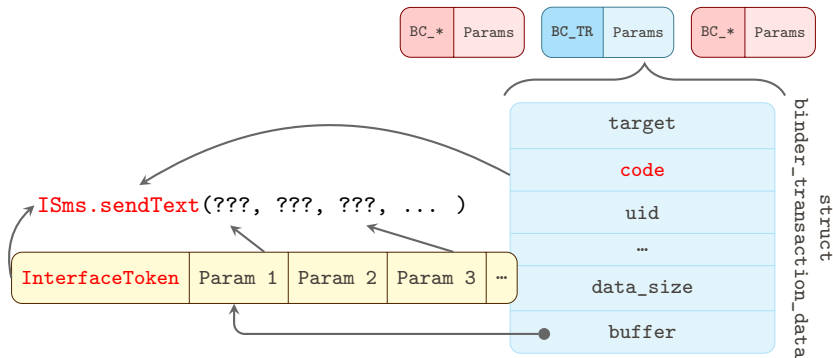 BC_* Params BC_TR Params BC_* Params
target
code
uid
…
data_size
buffer
struct
binder_transaction_data
ISms.sendText(???, ???, ???, ... )
InterfaceToken Param 1 Param 2 Param 3 …